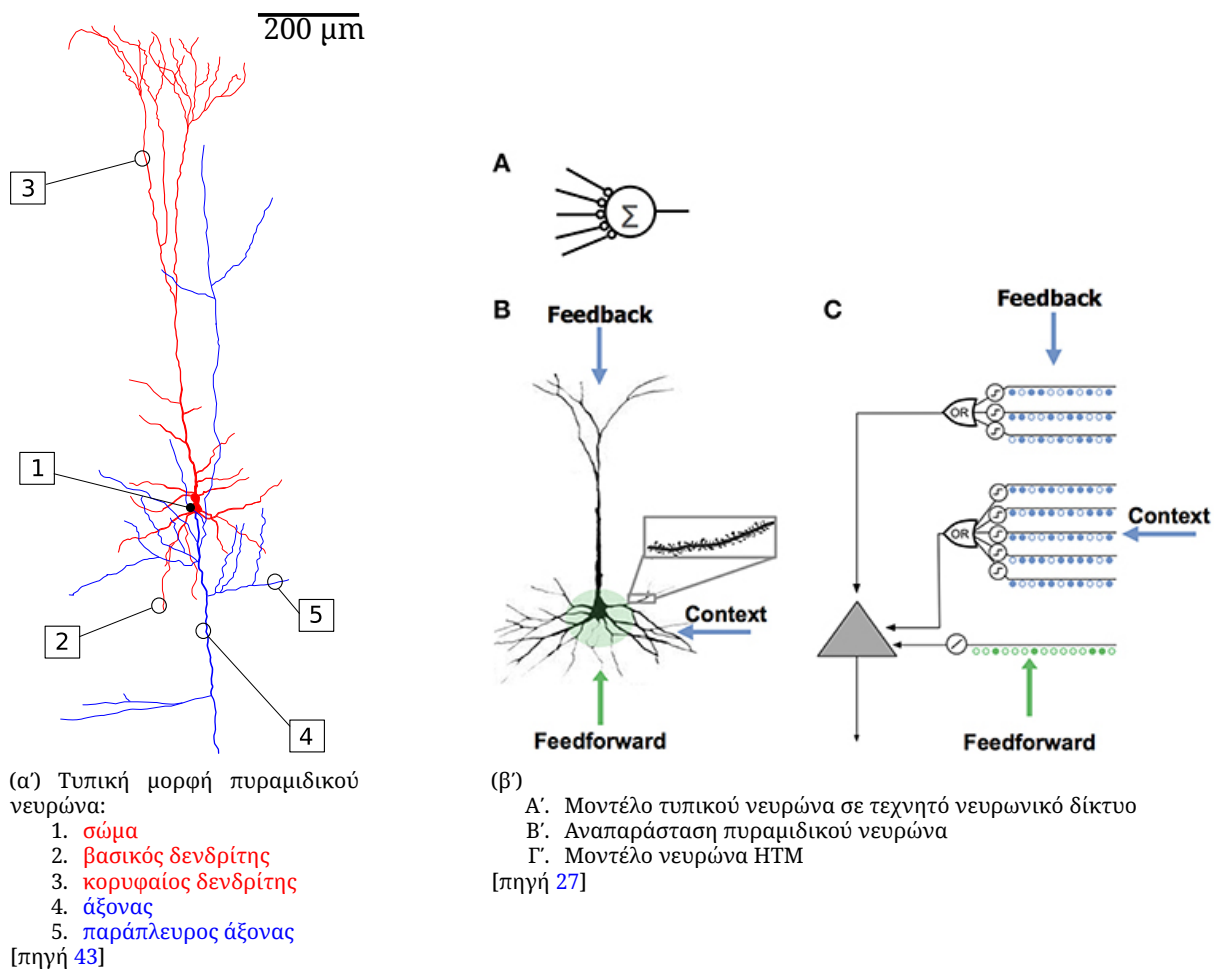 200 μm
3
1
2
5
4
A
Σ
B
Feedback
Context
Feedforward
C
Feedback
OR
OR
Context
Feedforward
(α′) Τυπική μορφή πυραμιδικού
νευρώνα:
1. σώμα
2. βασικός δενδρίτης
3. κορυφαίος δενδρίτης
4. άξονας
5. παράπλευρος άξονας
[πηγή 43]
(β′)
Α′. Μοντέλο τυπικού νευρώνα σε τεχνητό νευρωνικό δίκτυο
Β′. Αναπαράσταση πυραμιδικού νευρώνα
Γ′. Μοντέλο νευρώνα HTM
[πηγή 27]